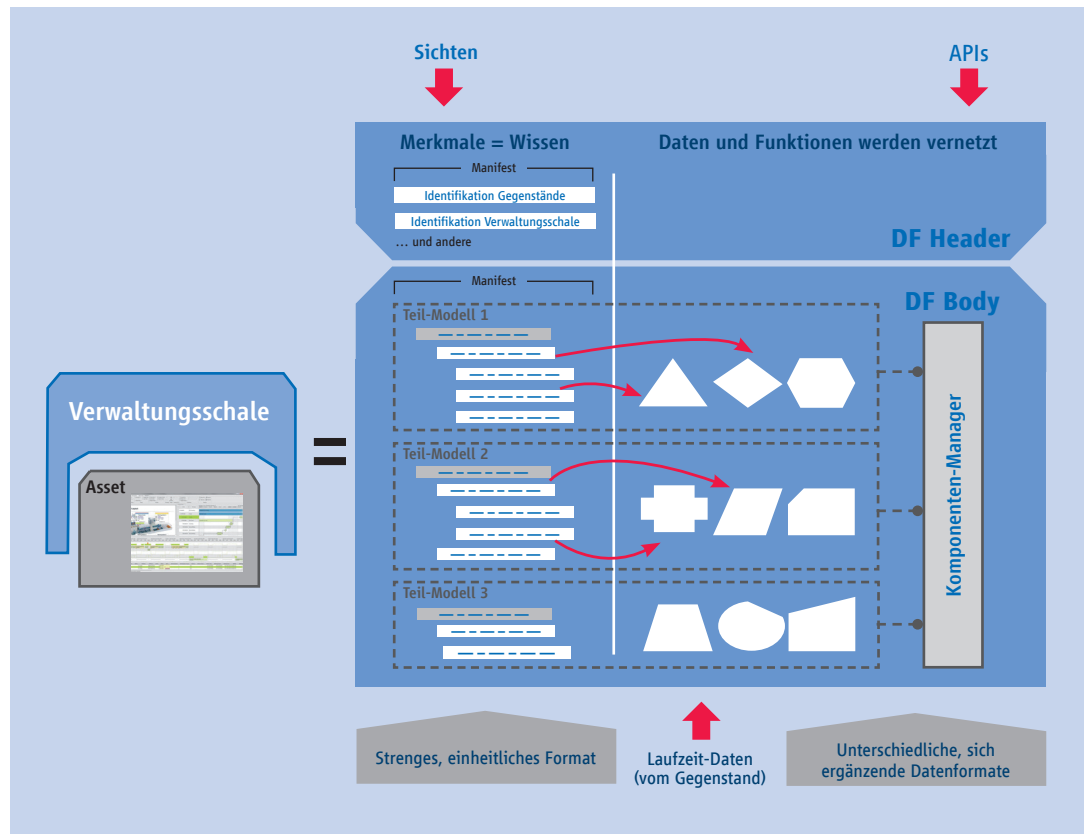 Sichten
APIs
Merkmale = Wissen
Daten und Funktionen werden vernetzt
Manifest
Identifikation Gegenstände
Identifikation Verwaltungsschale
… und andere
DF Header
Manifest
DF Body
Teil-Modell 1
Teil-Modell 2
Teil-Modell 3
Komponenten-Manager
Verwaltungsschale
=
Asset
Strenges, einheitliches Format
Laufzeit-Daten
(vom Gegenstand)
Unterschiedliche, sich
ergänzende Datenformate